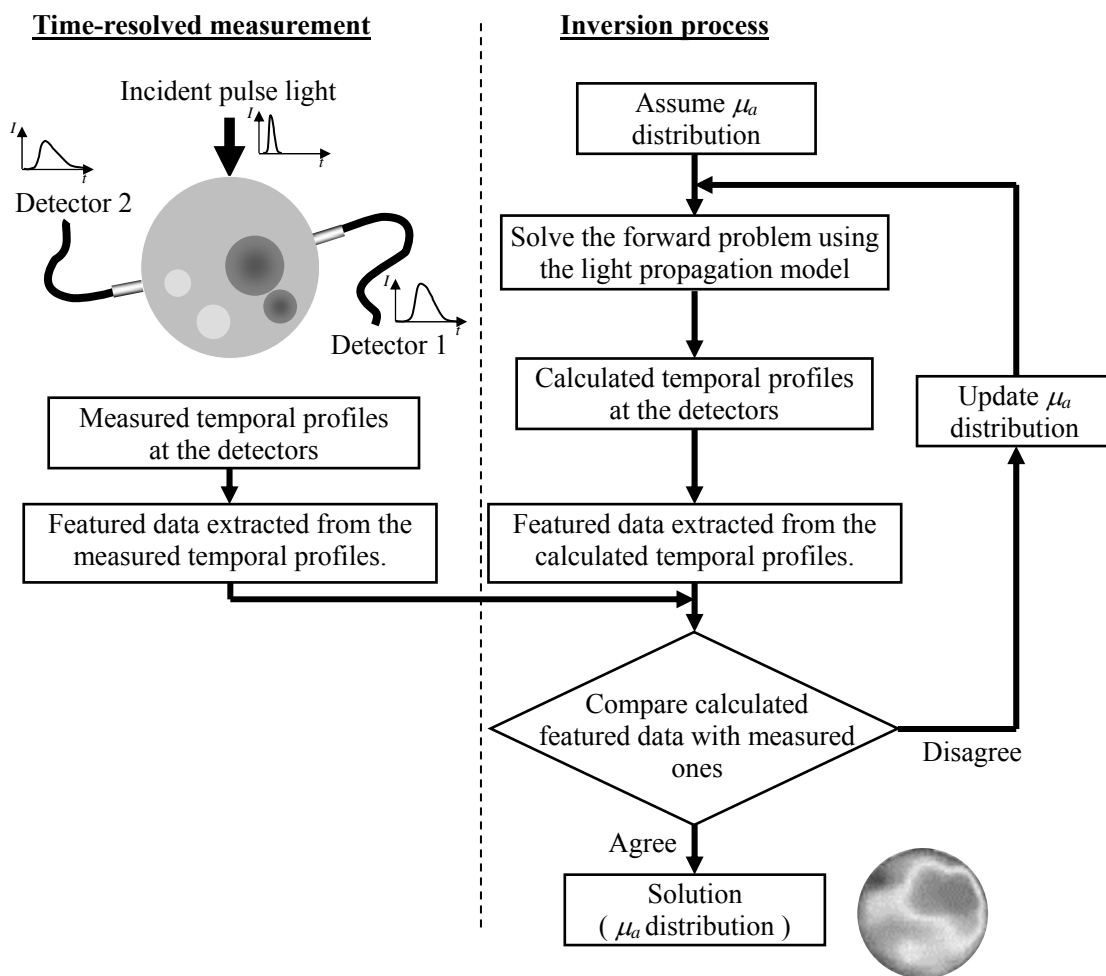 Time-resolved measurement
Incident pulse light
I
t
I
t
Detector 2
I
t
Detector 1
Measured temporal profiles
at the detectors
Featured data extracted from the
measured temporal profiles.
Inversion process
Assume μa
distribution
Solve the forward problem using
the light propagation model
Calculated temporal profiles
at the detectors
Update μa
distribution
Featured data extracted from the
calculated temporal profiles.
Compare calculated
featured data with measured
ones
Disagree
Agree
Solution
( μa distribution )